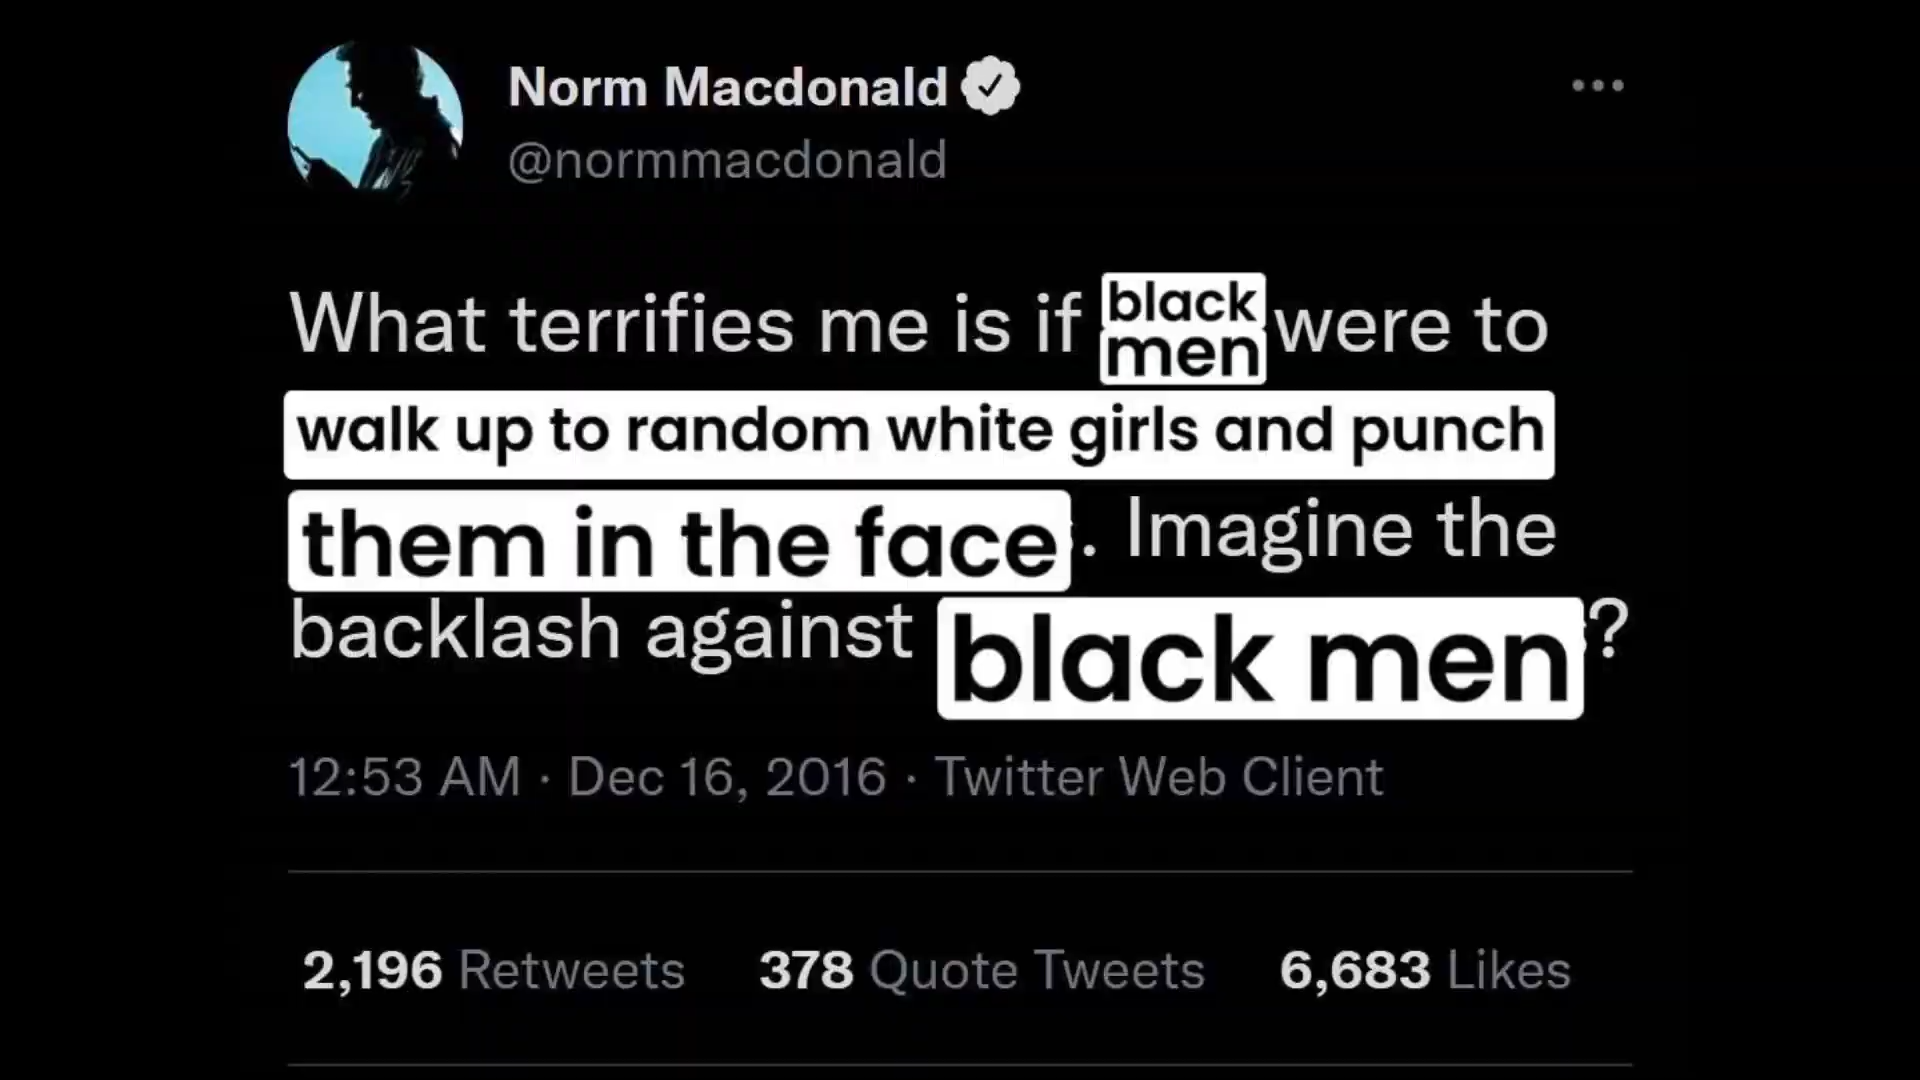 Norm Macdonald
@normmacdonald
What terrifies me is if black men were to
walk up to random white girls and punch
them in the face. Imagine the
backlash against black men?
12:53 AM · Dec 16, 2016 · Twitter Web Client
2,196 Retweets 378 Quote Tweets 6,683 Likes